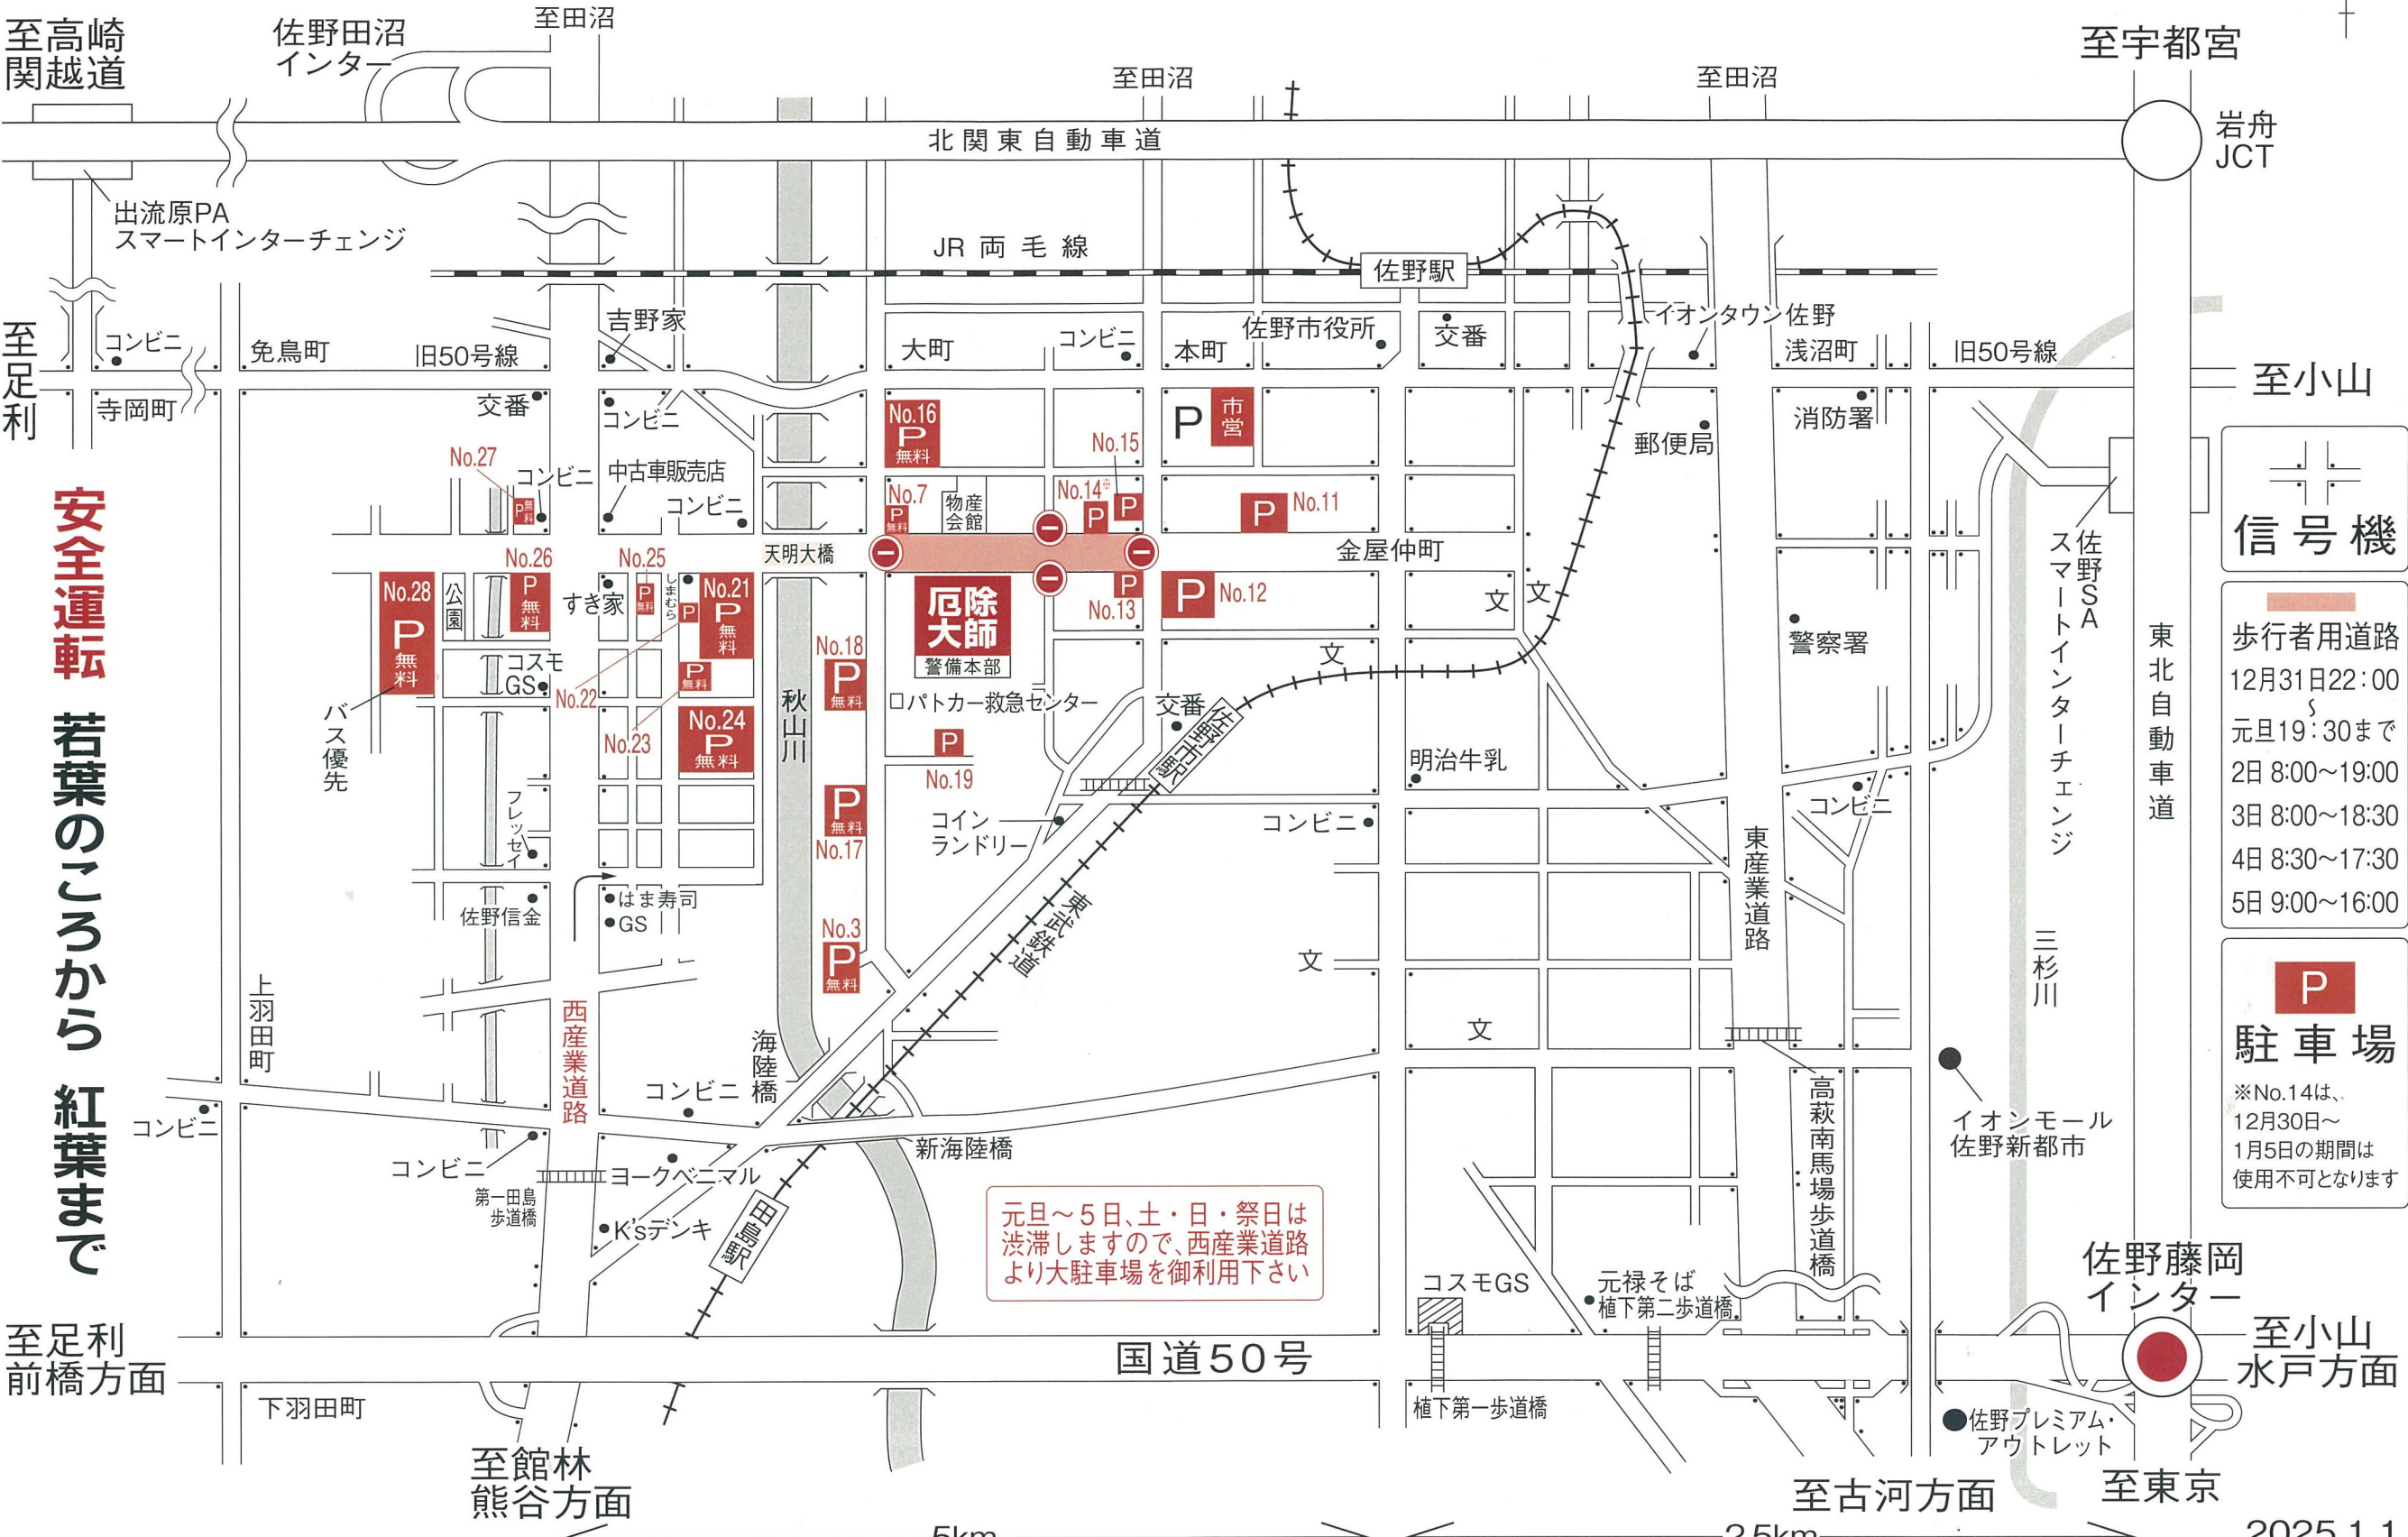 至高崎
関越道
佐野田沼
インター
至田沼
至田沼
至田沼
至宇都宮
北関東自動車道
岩舟
JCT
出流原PA
スマートインターチェンジ
JR両毛線
佐野駅
至足利
コンビニ
免鳥町
旧50号線
吉野家
大町
コンビニ
本町
佐野市役所
交番
イオンタウン佐野
浅沼町
旧50号線
至小山
寺岡町
交番
コンビニ
No.16
P
無料
P
市営
郵便局
消防署
No.15
P
No.27
P
無料
コンビニ
中古車販売店
コンビニ
No.7
P
無料
物産
会館
No.14※
P
P
No.11
信号機
天明大橋
金屋仲町
佐野SA
スマートインターチェンジ
No.28
P
無料
バス優先
公園
No.26
P
無料
すき家
No.25
P
無料
しまむら
P
No.22
No.21
P
無料
厄除
大師
警備本部
P
No.13
P
No.12
文
文
文
警察署
コスモ
GS
P
無料
No.23
No.24
P
無料
秋山川
No.18
P
無料
パトカー救急センター
交番
佐野市駅
明治牛乳
P
No.19
P
無料
No.17
コイン
ランドリー
コンビニ
コンビニ
フレッセイ
佐野信金
はま寿司
GS
No.3
P
無料
東武鉄道
文
文
東産業道路
三杉川
東北自動車道
上羽田町
西産業道路
海陸橋
コンビニ
コンビニ
コンビニ
新海陸橋
第一田島
歩道橋
ヨークベニマル
K'sデンキ
田島駅
高萩南馬場歩道橋
イオンモール
佐野新都市
元旦～5日、土・日・祭日は
渋滞しますので、西産業道路
より大駐車場を御利用下さい
コスモGS
元禄そば
植下第二歩道橋
佐野藤岡
インター
至足利
前橋方面
国道50号
至小山
水戸方面
下羽田町
植下第一歩道橋
佐野プレミアム・
アウトレット
至館林
熊谷方面
至古河方面
至東京
5km
2.5km
2025.1.1
安全運転 若葉のころから 紅葉まで
歩行者用道路
12月31日22：00
～
元旦19：30まで
2日 8:00～19:00
3日 8:00～18:30
4日 8:30～17:30
5日 9:00～16:00
P
駐車場
※No.14は、
12月30日～
1月5日の期間は
使用不可となります